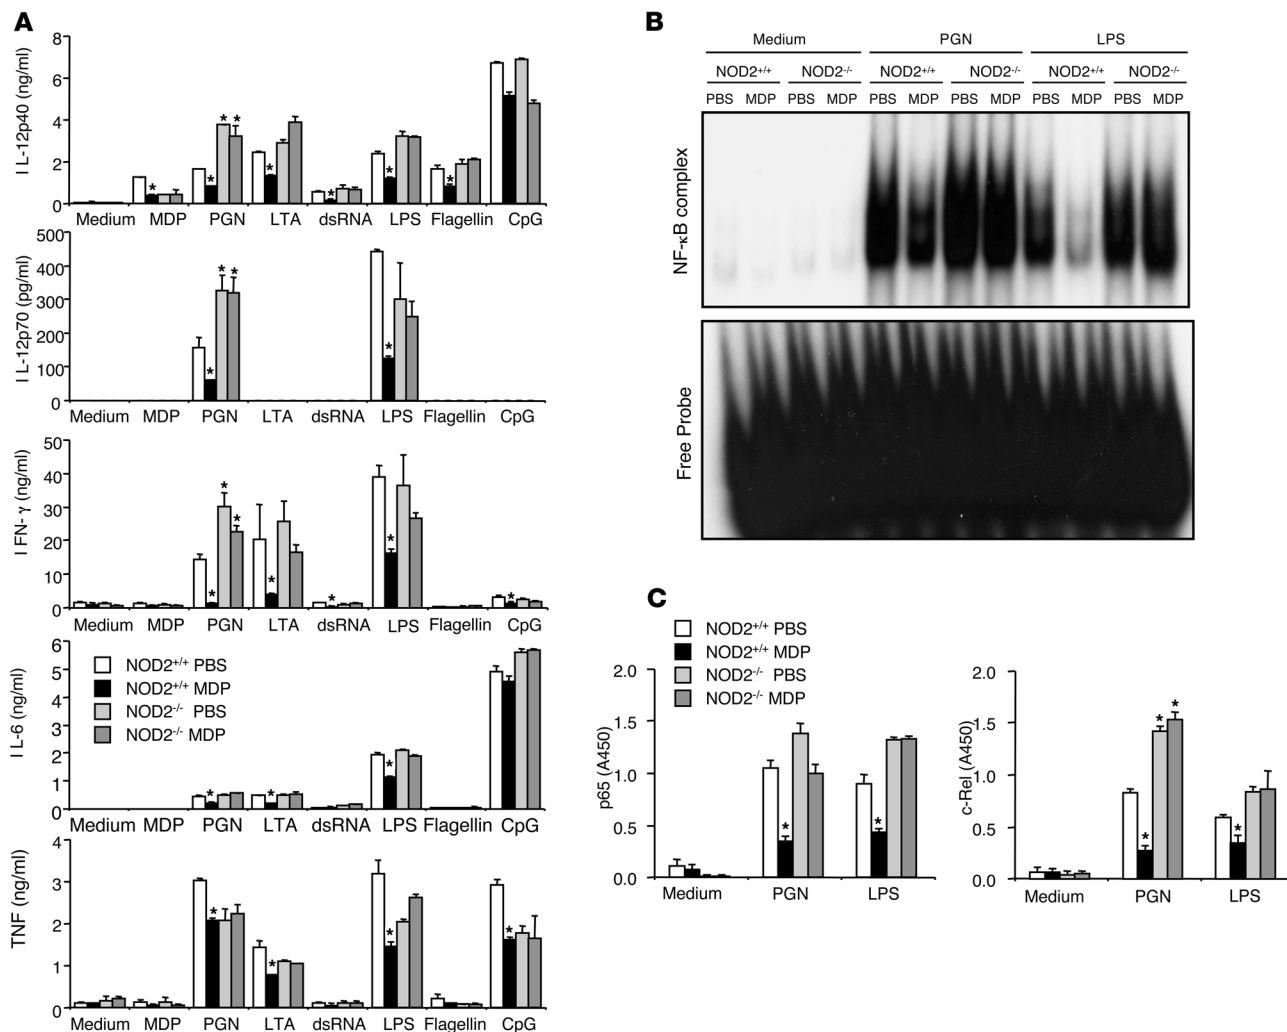 A
I L-12p40 (ng/ml)
8
6
4
2
0
* * * * * * * *
Medium MDP PGN LTA dsRNA LPS Flagellin CpG
I L-12p70 (pg/ml)
500
400
300
200
100
0
* * * *
Medium MDP PGN LTA dsRNA LPS Flagellin CpG
I FN- γ (ng/ml)
50
40
30
20
10
0
* * * * * * *
Medium MDP PGN LTA dsRNA LPS Flagellin CpG
I L-6 (ng/ml)
6
5
4
3
2
1
0
NOD2+/+ PBS
NOD2+/+ MDP
NOD2-/- PBS
NOD2-/- MDP
* * *
Medium MDP PGN LTA dsRNA LPS Flagellin CpG
TNF (ng/ml)
4
3
2
1
0
* * * *
Medium MDP PGN LTA dsRNA LPS Flagellin CpG
B
Medium PGN LPS
NOD2+/+ NOD2-/- NOD2+/+ NOD2-/- NOD2+/+ NOD2-/-
PBS MDP PBS MDP PBS MDP PBS MDP PBS MDP PBS MDP
NF-κB complex
Free Probe
C
NOD2+/+ PBS
NOD2+/+ MDP
NOD2-/- PBS
NOD2-/- MDP
p65 (A450)
2.0
1.5
1.0
0.5
0.0
* *
Medium PGN LPS
c-Rel (A450)
2.0
1.5
1.0
0.5
0.0
* * * *
Medium PGN LPS